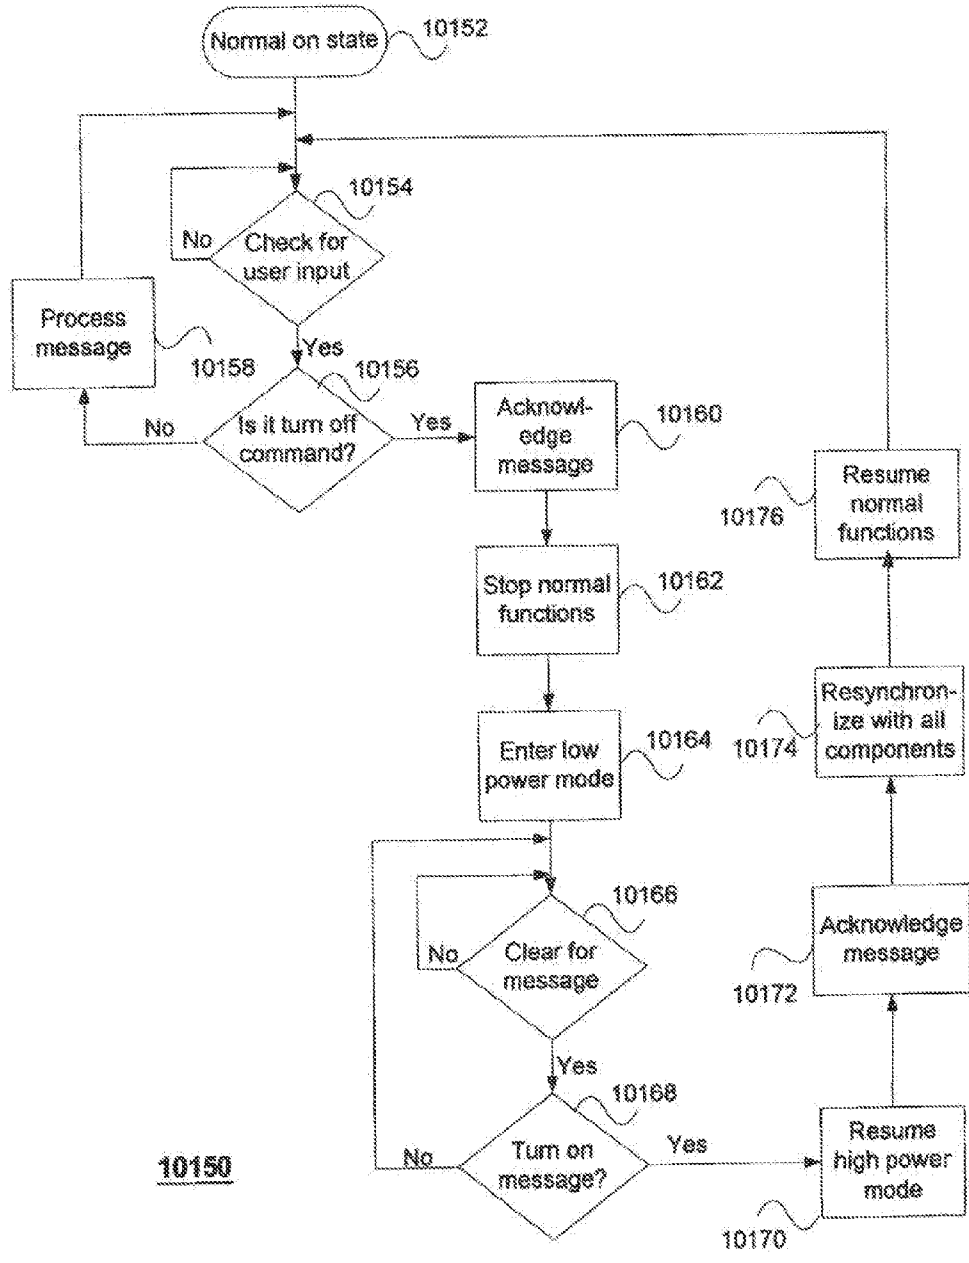 Normal on state
10152
10154
Check for
user input
No
Yes
Process
message
10158
10156
Is it turn off
command?
No
Yes
Acknowl-
edge
message
10160
Stop normal
functions
10162
Enter low
power mode
10164
10166
Clear for
message
No
Yes
10168
Turn on
message?
No
Yes
Resume
high power
mode
10170
Acknowledge
message
10172
Resynchron-
ize with all
components
10174
Resume
normal
functions
10176
10150